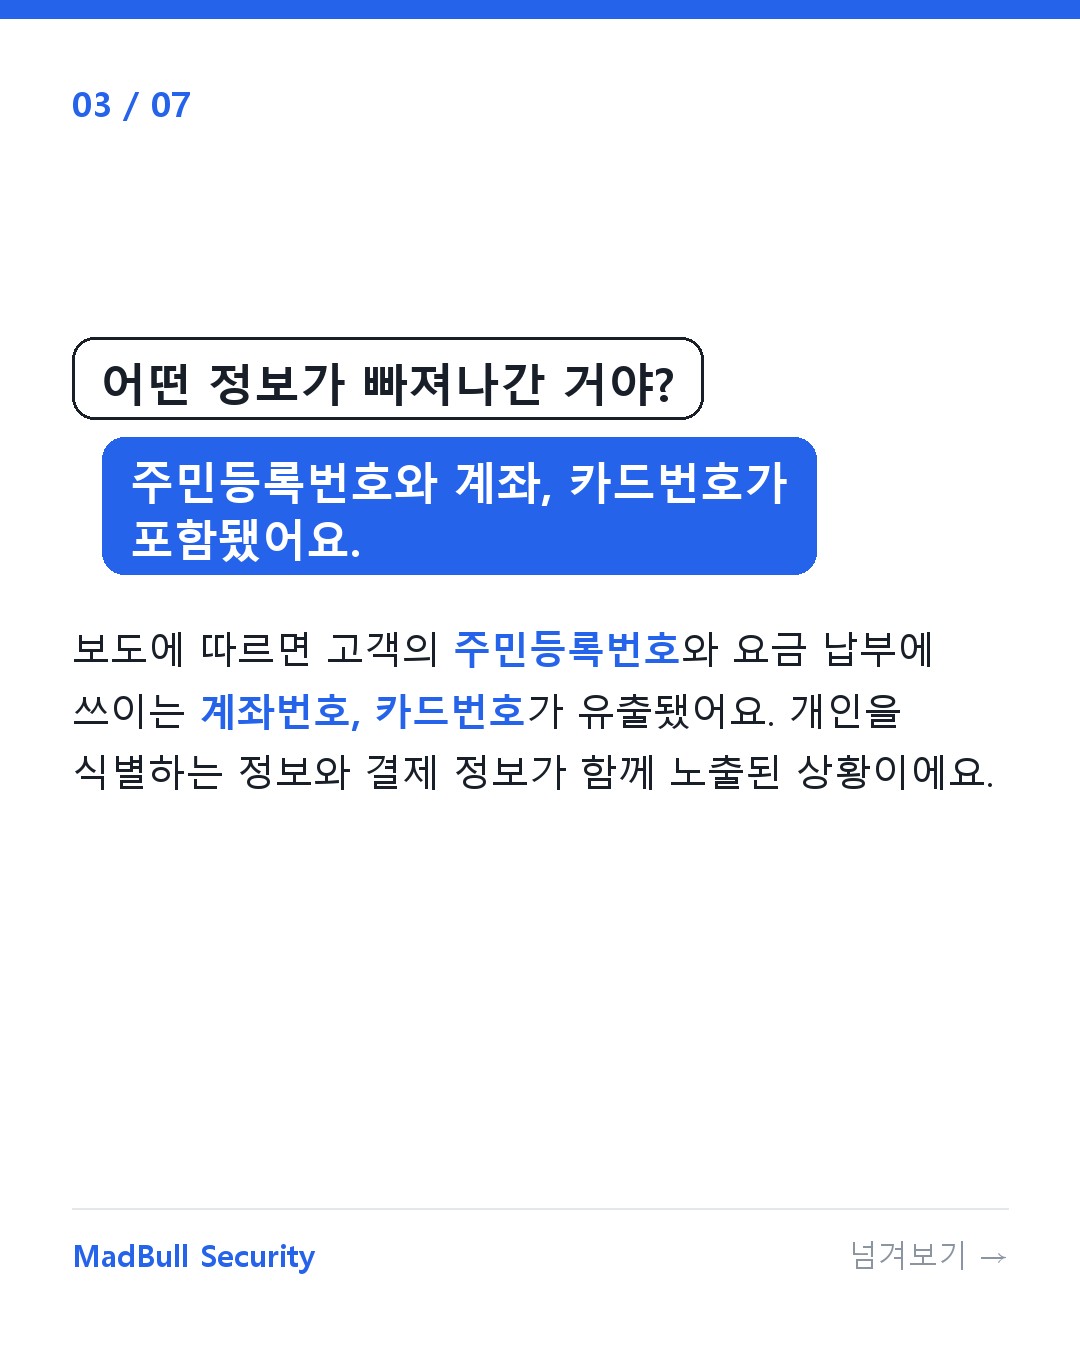 03 / 07
어떤 정보가 빠져나간 거야?
주민등록번호와 계좌, 카드번호가
포함됐어요.
보도에 따르면 고객의 주민등록번호와 요금 납부에
쓰이는 계좌번호, 카드번호가 유출됐어요. 개인을
식별하는 정보와 결제 정보가 함께 노출된 상황이에요.
MadBull Security
넘겨보기 →